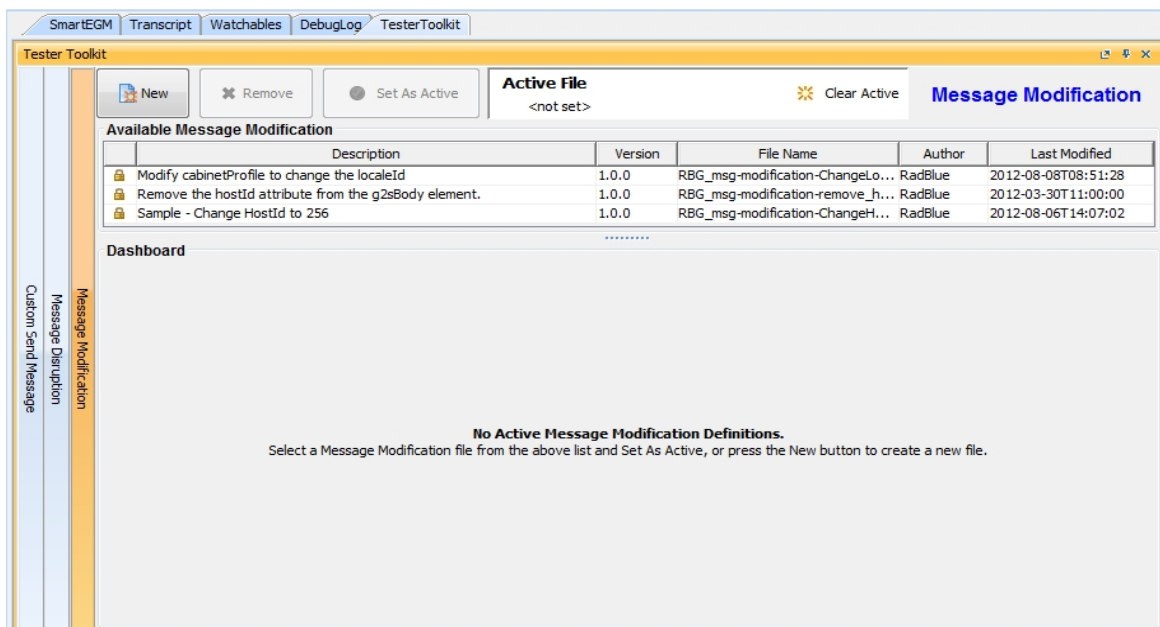 SmartEGM Transcript Watchables DebugLog TesterToolkit
Tester Toolkit
New Remove Set As Active Active File <not set> Clear Active Message Modification
Available Message Modification
Description Version File Name Author Last Modified
Modify cabinetProfile to change the localeId 1.0.0 RBG_msg-modification-ChangeLo... RadBlue 2012-08-08T08:51:28
Remove the hostId attribute from the g2sBody element. 1.0.0 RBG_msg-modification-remove_h... RadBlue 2012-03-30T11:00:00
Sample - Change HostId to 256 1.0.0 RBG_msg-modification-ChangeH... RadBlue 2012-08-06T14:07:02
Dashboard
Custom Send Message
Message Disruption
Message Modification
No Active Message Modification Definitions.
Select a Message Modification file from the above list and Set As Active, or press the New button to create a new file.